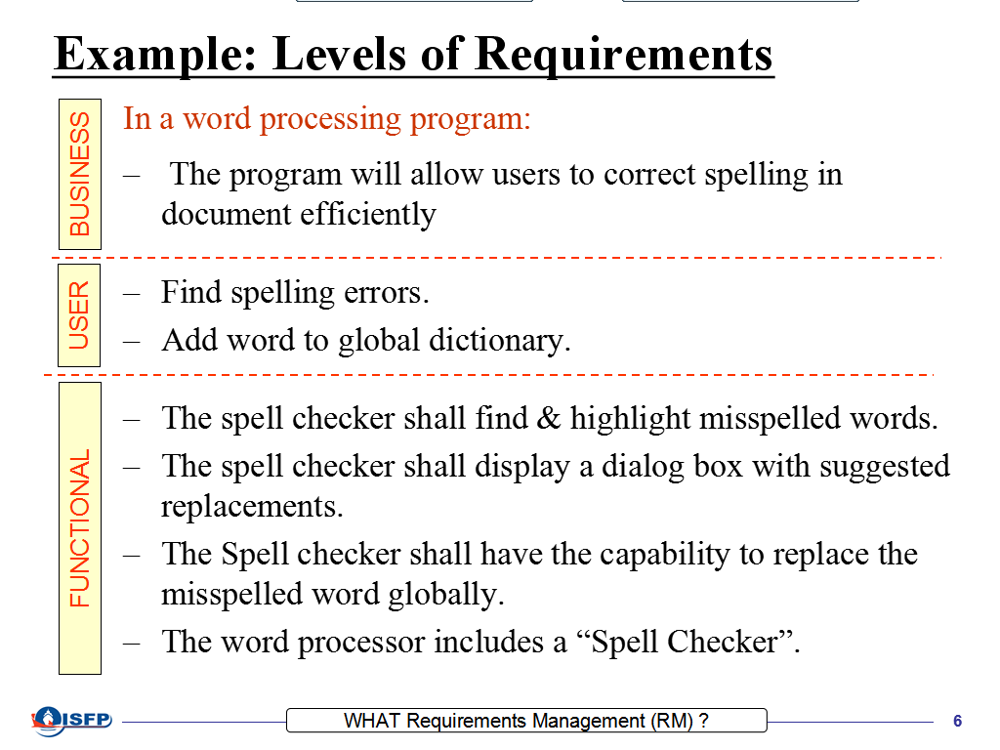 Example: Levels of Requirements
BUSINESS
In a word processing program:
– The program will allow users to correct spelling in
document efficiently
USER
– Find spelling errors.
– Add word to global dictionary.
FUNCTIONAL
– The spell checker shall find & highlight misspelled words.
– The spell checker shall display a dialog box with suggested
replacements.
– The Spell checker shall have the capability to replace the
misspelled word globally.
– The word processor includes a “Spell Checker”.
ISFP
WHAT Requirements Management (RM) ?
6